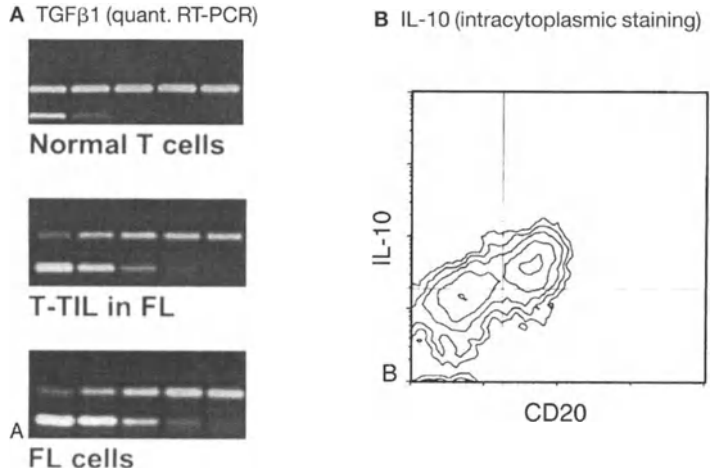 A TGFβ1 (quant. RT-PCR)
Normal T cells
T-TIL in FL
A
FL cells
B IL-10 (intracytoplasmic staining)
IL-10
B
CD20